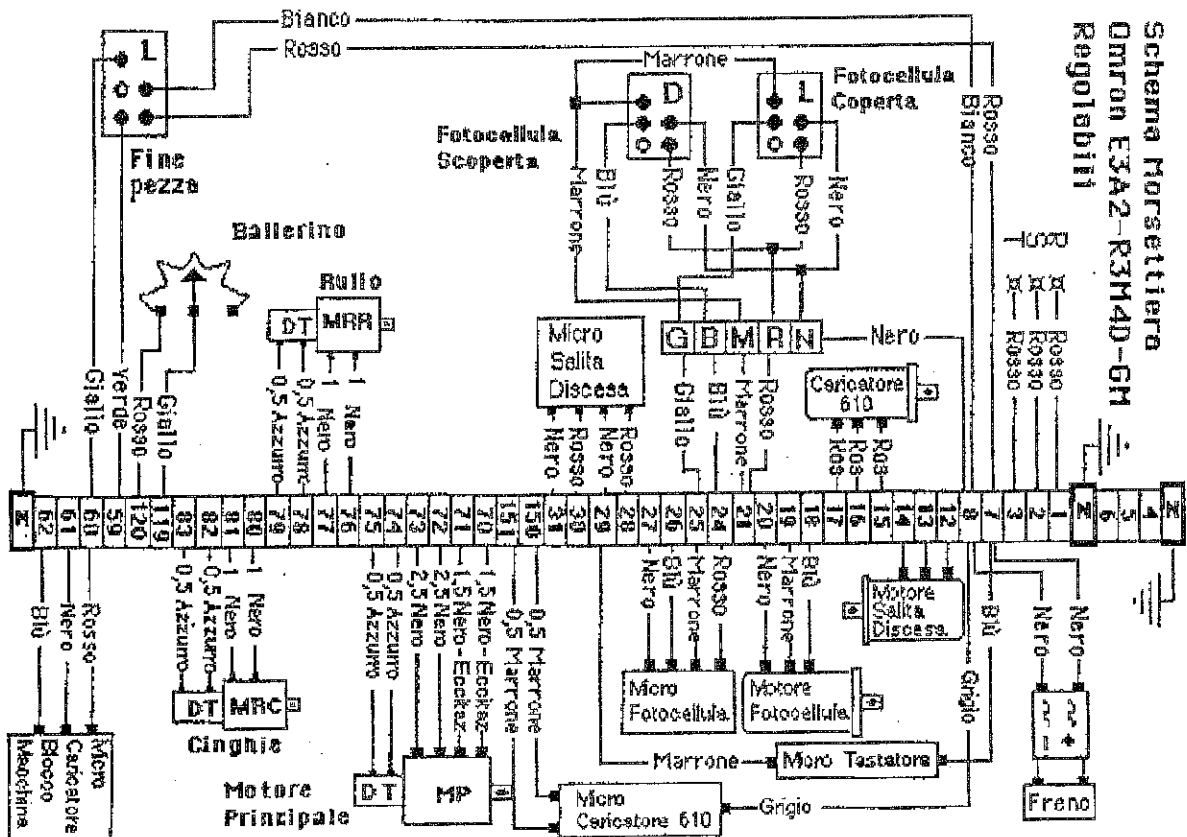 Schema Morsettiera
Omron E3A2-R3M4D-GM
Regolabili
Bianco
Rosso
L
Fine
pezza
Marrone
D
L
Fotocellula
Coperta
Fotocellula
Scoperta
Rosso
Bianco
Marrone
Blù
Rosso
Nero
Giallo
Rosso
Nero
R
S
T
Rosso
Rosso
Rosso
Ballerino
Rullo
DT
MRR
Micro
Salita
Discesa
G B M R N
Nero
Caricatore
610
Giallo
Verde
Rosso
Giallo
0,5 Azzurro
0,5 Azzurro
1 Nero
1 Nero
Nero
Rosso
Nero
Rosso
Giallo
Blù
Marrone
Rosso
Ros
Ros
Ros
62 61 60 59 120 119 83 82 81 80 79 78 77 76 75 74 73 72 71 70 151 150 31 30 29 28 27 26 25 24 21 20 19 18 17 16 15 14 13 12 8 7 3 2 1 6 5 4
Blù
Nero
Rosso
0,5 Azzurro
0,5 Azzurro
1 Nero
1 Nero
0,5 Azzurro
0,5 Azzurro
2,5 Nero
2,5 Nero
1,5 Nero-Eccitaz
1,5 Nero-Eccitaz
0,5 Marrone
0,5 Marrone
Nero
Blù
Marrone
Rosso
Nero
Marrone
Blù
Motore
Salita
Discesa
Grigio
Blù
Nero
Nero
DT
MRC
Cinghie
Micro
Fotocellula
Motore
Fotocellula
Micro
Caricatore
Blocco
Macchina
Motore
Principale
DT
MP
Marrone
Micro Tastatore
Micro
Caricatore 610
Grigio
Freno